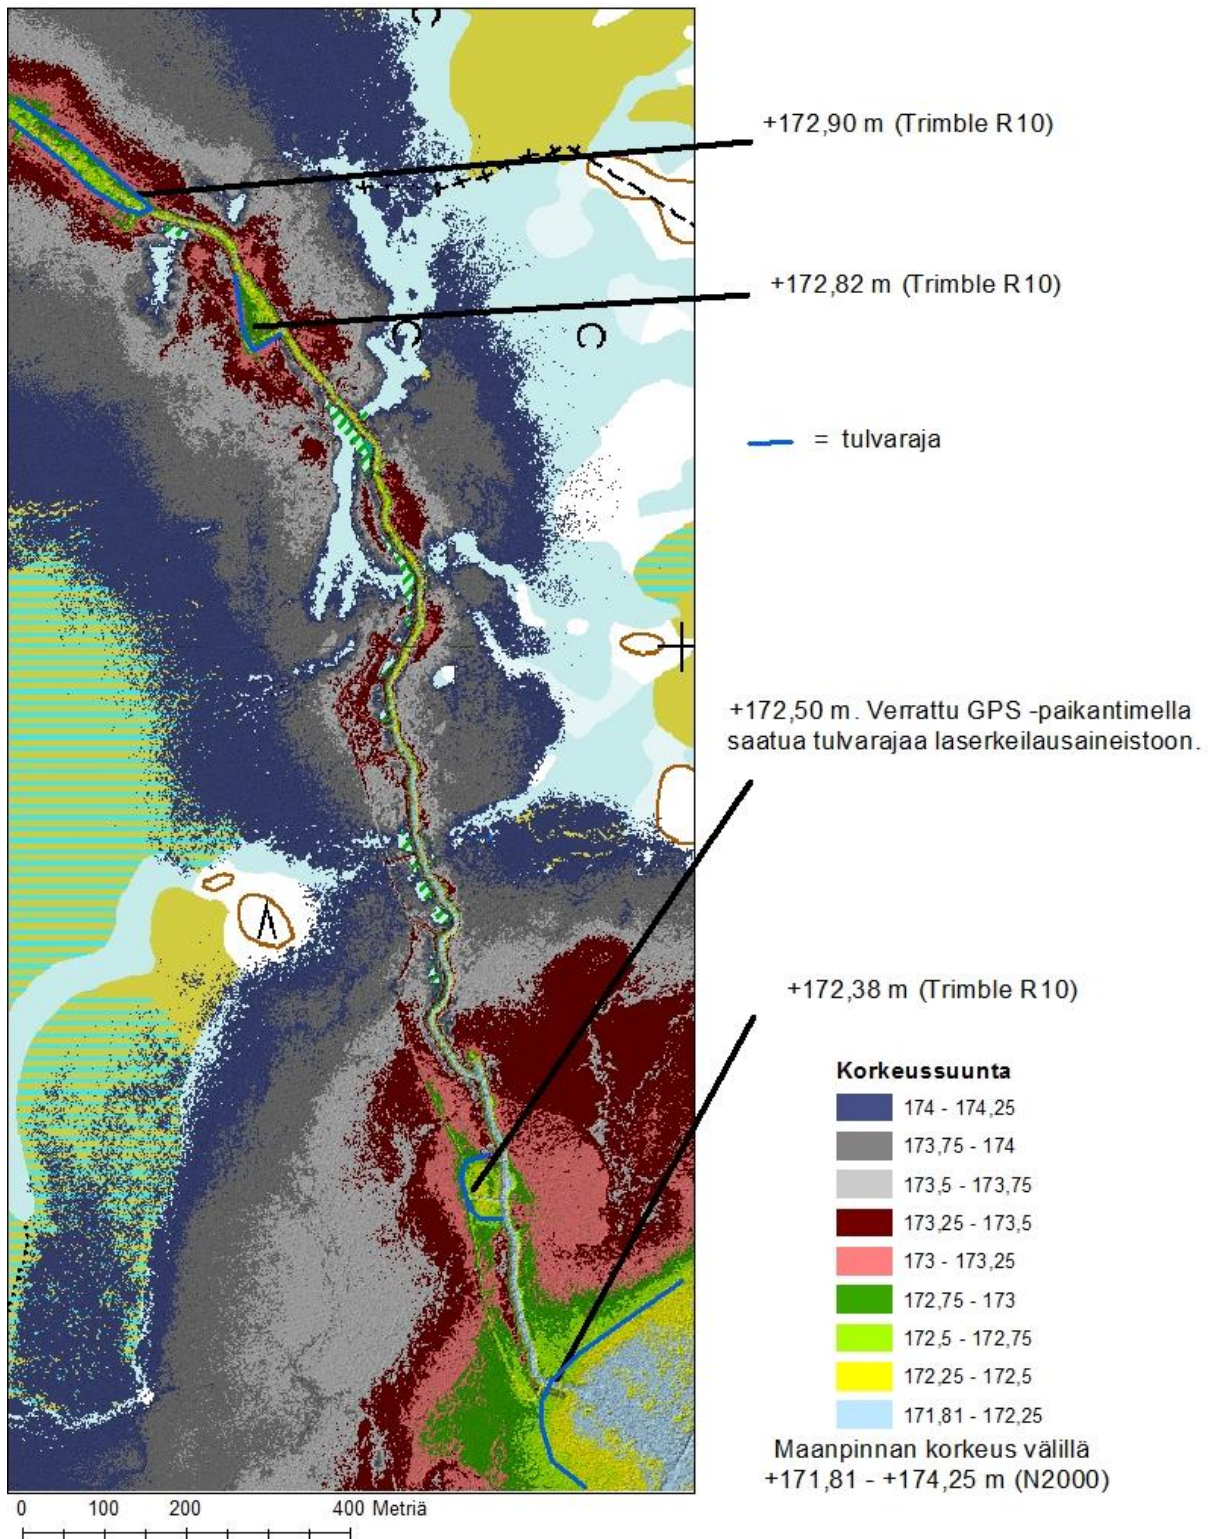 +172,90 m (Trimble R10)
+172,82 m (Trimble R10)
= tulvaraja
+172,50 m. Verrattu GPS -paikantimella
saatua tulvarajaa laserkeilausaineistoon.
+172,38 m (Trimble R10)
Korkeussuunta
174 - 174,25
173,75 - 174
173,5 - 173,75
173,25 - 173,5
173 - 173,25
172,75 - 173
172,5 - 172,75
172,25 - 172,5
171,81 - 172,25
Maanpinnan korkeus välillä
+171,81 - +174,25 m (N2000)
0 100 200 400 Metriä